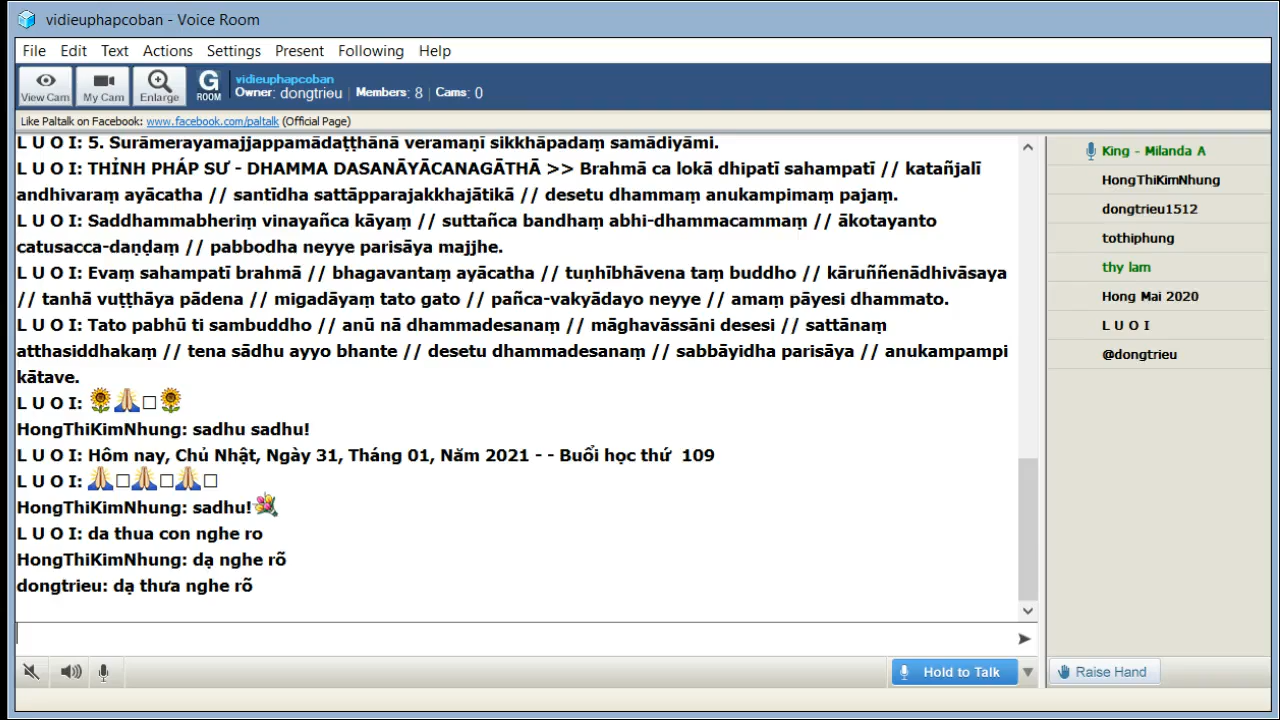 vidieuphapcoban - Voice Room
File Edit Text Actions Settings Present Following Help
View Cam My Cam Enlarge G ROOM
vidieuphapcoban
Owner: dongtrieu | Members: 8 | Cams: 0
Like Paltalk on Facebook: www.facebook.com/paltalk (Official Page)
L U O I: 5. Surāmerayamajjappamādaṭṭhānā veramaṇī sikkhāpadaṃ samādiyāmi.
L U O I: THỈNH PHÁP SƯ - DHAMMA DASANĀYĀCANAGĀTHĀ >> Brahmā ca lokā dhipatī sahampatī // katañjalī
andhivaraṃ ayācatha // santīdha sattāpparajakkhajātikā // desetu dhammaṃ anukampimaṃ pajaṃ.
L U O I: Saddhammabheriṃ vinayañca kāyaṃ // suttañca bandhaṃ abhi-dhammacammaṃ // ākotayanto
catusacca-daṇḍaṃ // pabbodha neyye parisāya majjhe.
L U O I: Evaṃ sahampatī brahmā // bhagavantaṃ ayācatha // tuṇhībhāvena taṃ buddho // kāruññenādhivāsaya
// tanhā vuṭṭhāya pādena // migadāyaṃ tato gato // pañca-vakyādayo neyye // amaṃ pāyesi dhammato.
L U O I: Tato pabhū ti sambuddho // anū nā dhammadesanaṃ // māghavāssāni desesi // sattānaṃ
atthasiddhakaṃ // tena sādhu ayyo bhante // desetu dhammadesanaṃ // sabbāyidha parisāya // anukampampi
kātave.
L U O I: 🌻🙏□🌻
HongThiKimNhung: sadhu sadhu!
L U O I: Hôm nay, Chủ Nhật, Ngày 31, Tháng 01, Năm 2021 - - Buổi học thứ 109
L U O I: 🙏□🙏□🙏□
HongThiKimNhung: sadhu!💐
L U O I: da thua con nghe ro
HongThiKimNhung: dạ nghe rõ
dongtrieu: dạ thưa nghe rõ
Hold to Talk
King - Milanda A
HongThiKimNhung
dongtrieu1512
tothiphung
thy lam
Hong Mai 2020
L U O I
@dongtrieu
Raise Hand